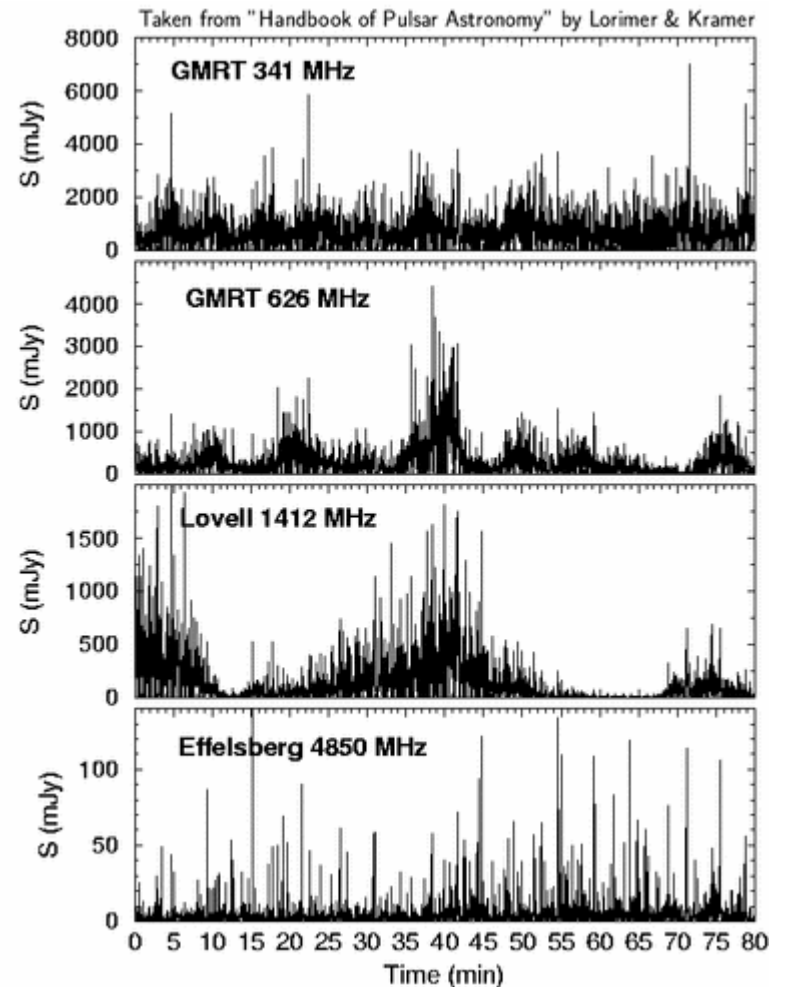 Taken from "Handbook of Pulsar Astronomy" by Lorimer & Kramer
8000
6000
4000
2000
0
S (mJy)
GMRT 341 MHz
4000
3000
2000
1000
0
S (mJy)
GMRT 626 MHz
1500
1000
500
0
S (mJy)
Lovell 1412 MHz
100
50
0
S (mJy)
Effelsberg 4850 MHz
0 5 10 15 20 25 30 35 40 45 50 55 60 65 70 75 80
Time (min)